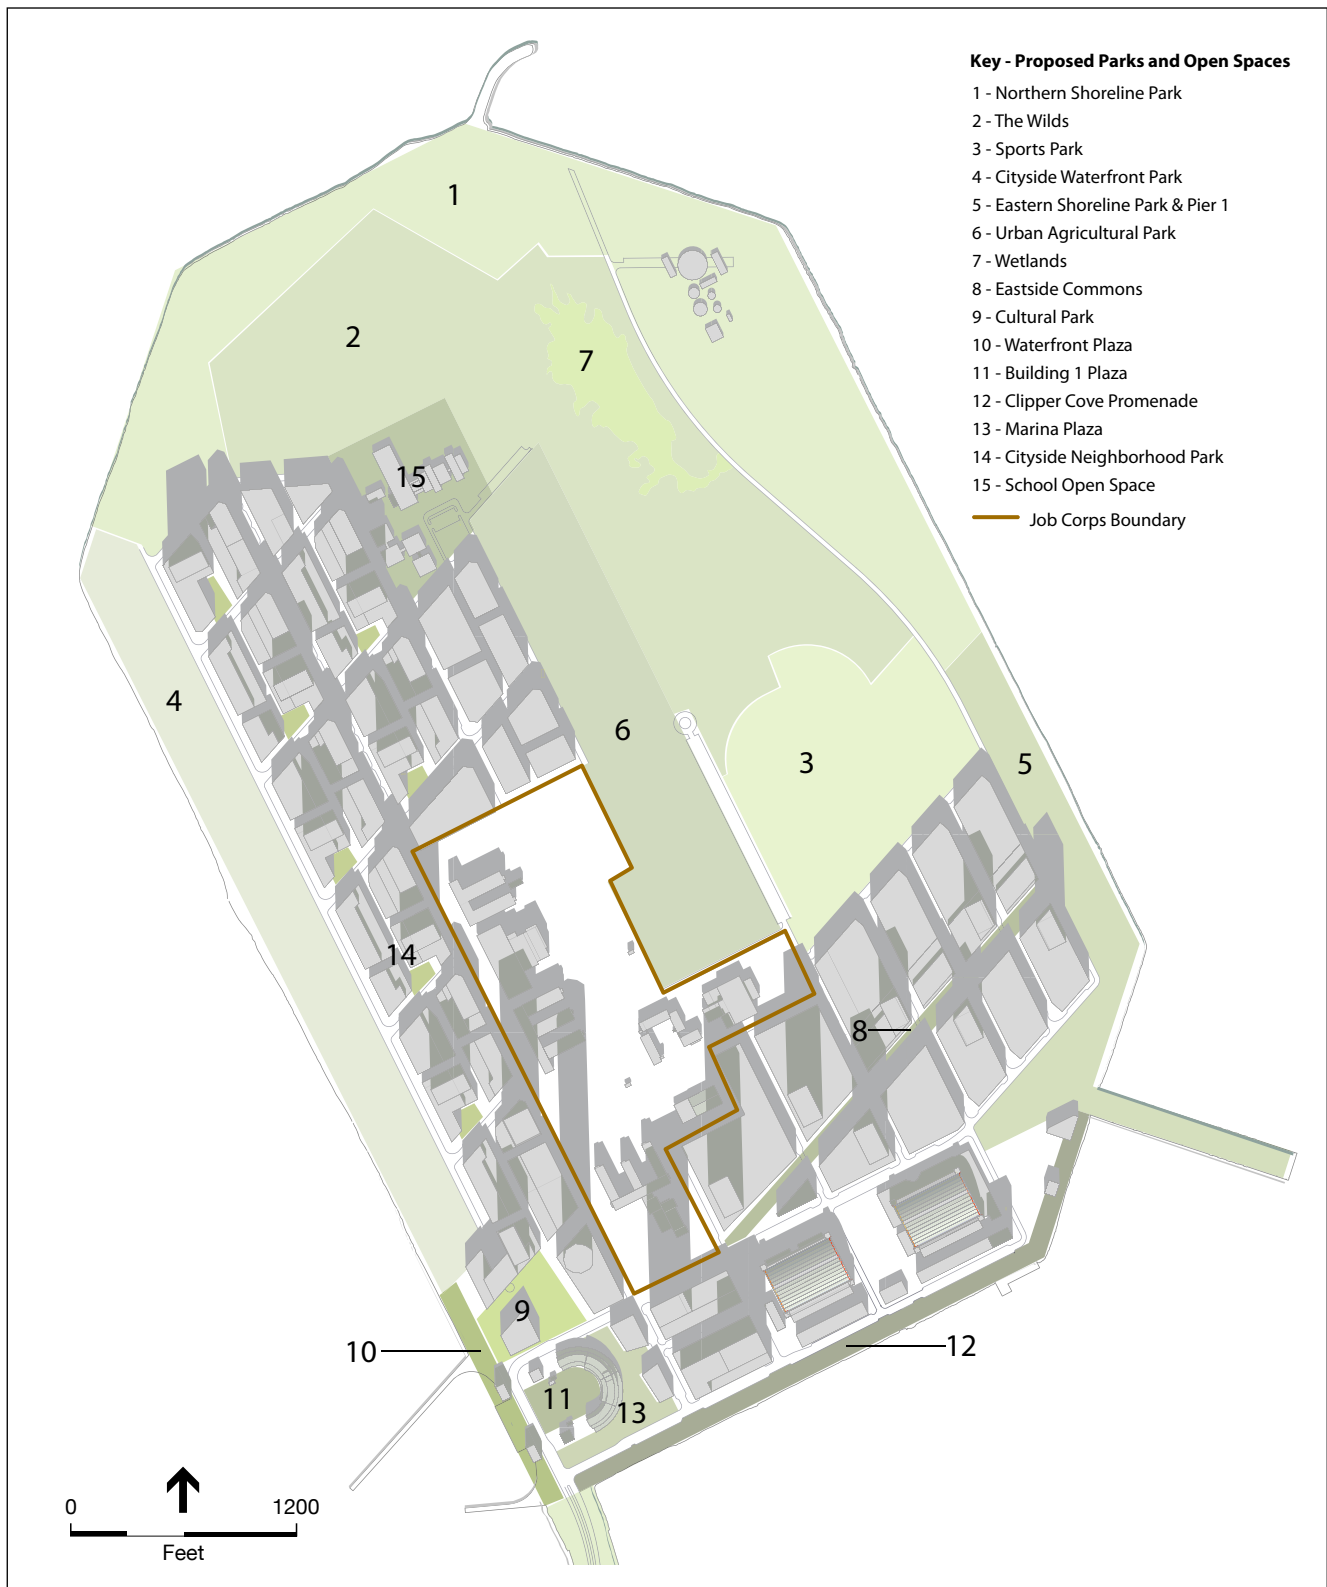 Key - Proposed Parks and Open Spaces
1 - Northern Shoreline Park
2 - The Wilds
3 - Sports Park
4 - Cityside Waterfront Park
5 - Eastern Shoreline Park & Pier 1
6 - Urban Agricultural Park
7 - Wetlands
8 - Eastside Commons
9 - Cultural Park
10 - Waterfront Plaza
11 - Building 1 Plaza
12 - Clipper Cove Promenade
13 - Marina Plaza
14 - Cityside Neighborhood Park
15 - School Open Space
Job Corps Boundary
1
2
7
15
4
6
3
5
14
8
9
10
12
11
13
0 1200
Feet